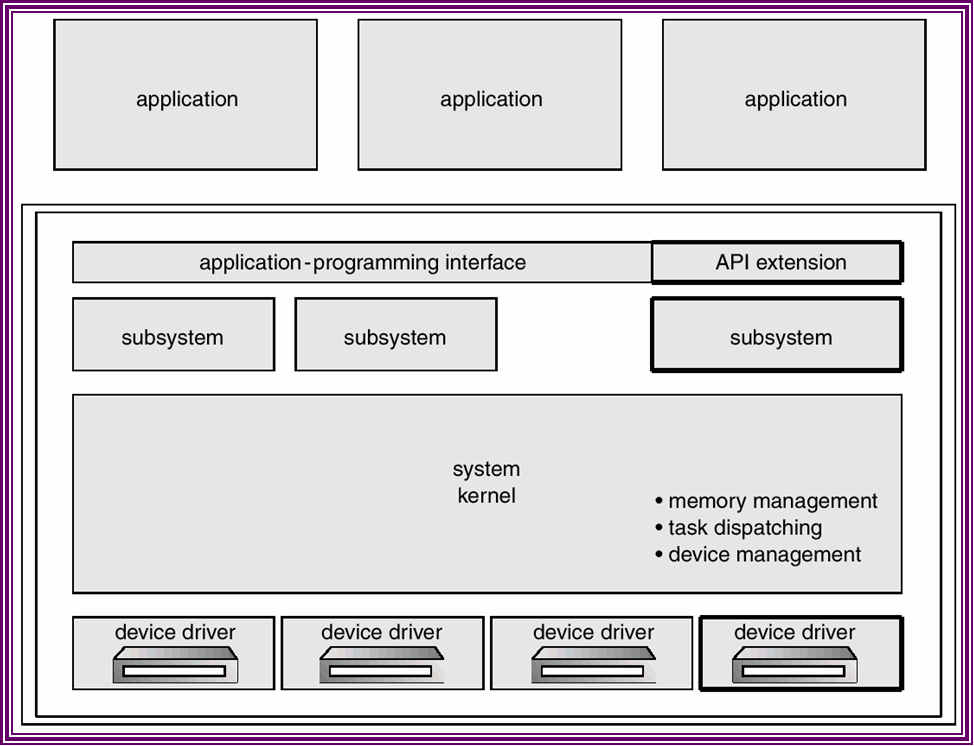 application application application
application-programming interface API extension
subsystem subsystem subsystem
system
kernel
• memory management
• task dispatching
• device management
device driver device driver device driver device driver